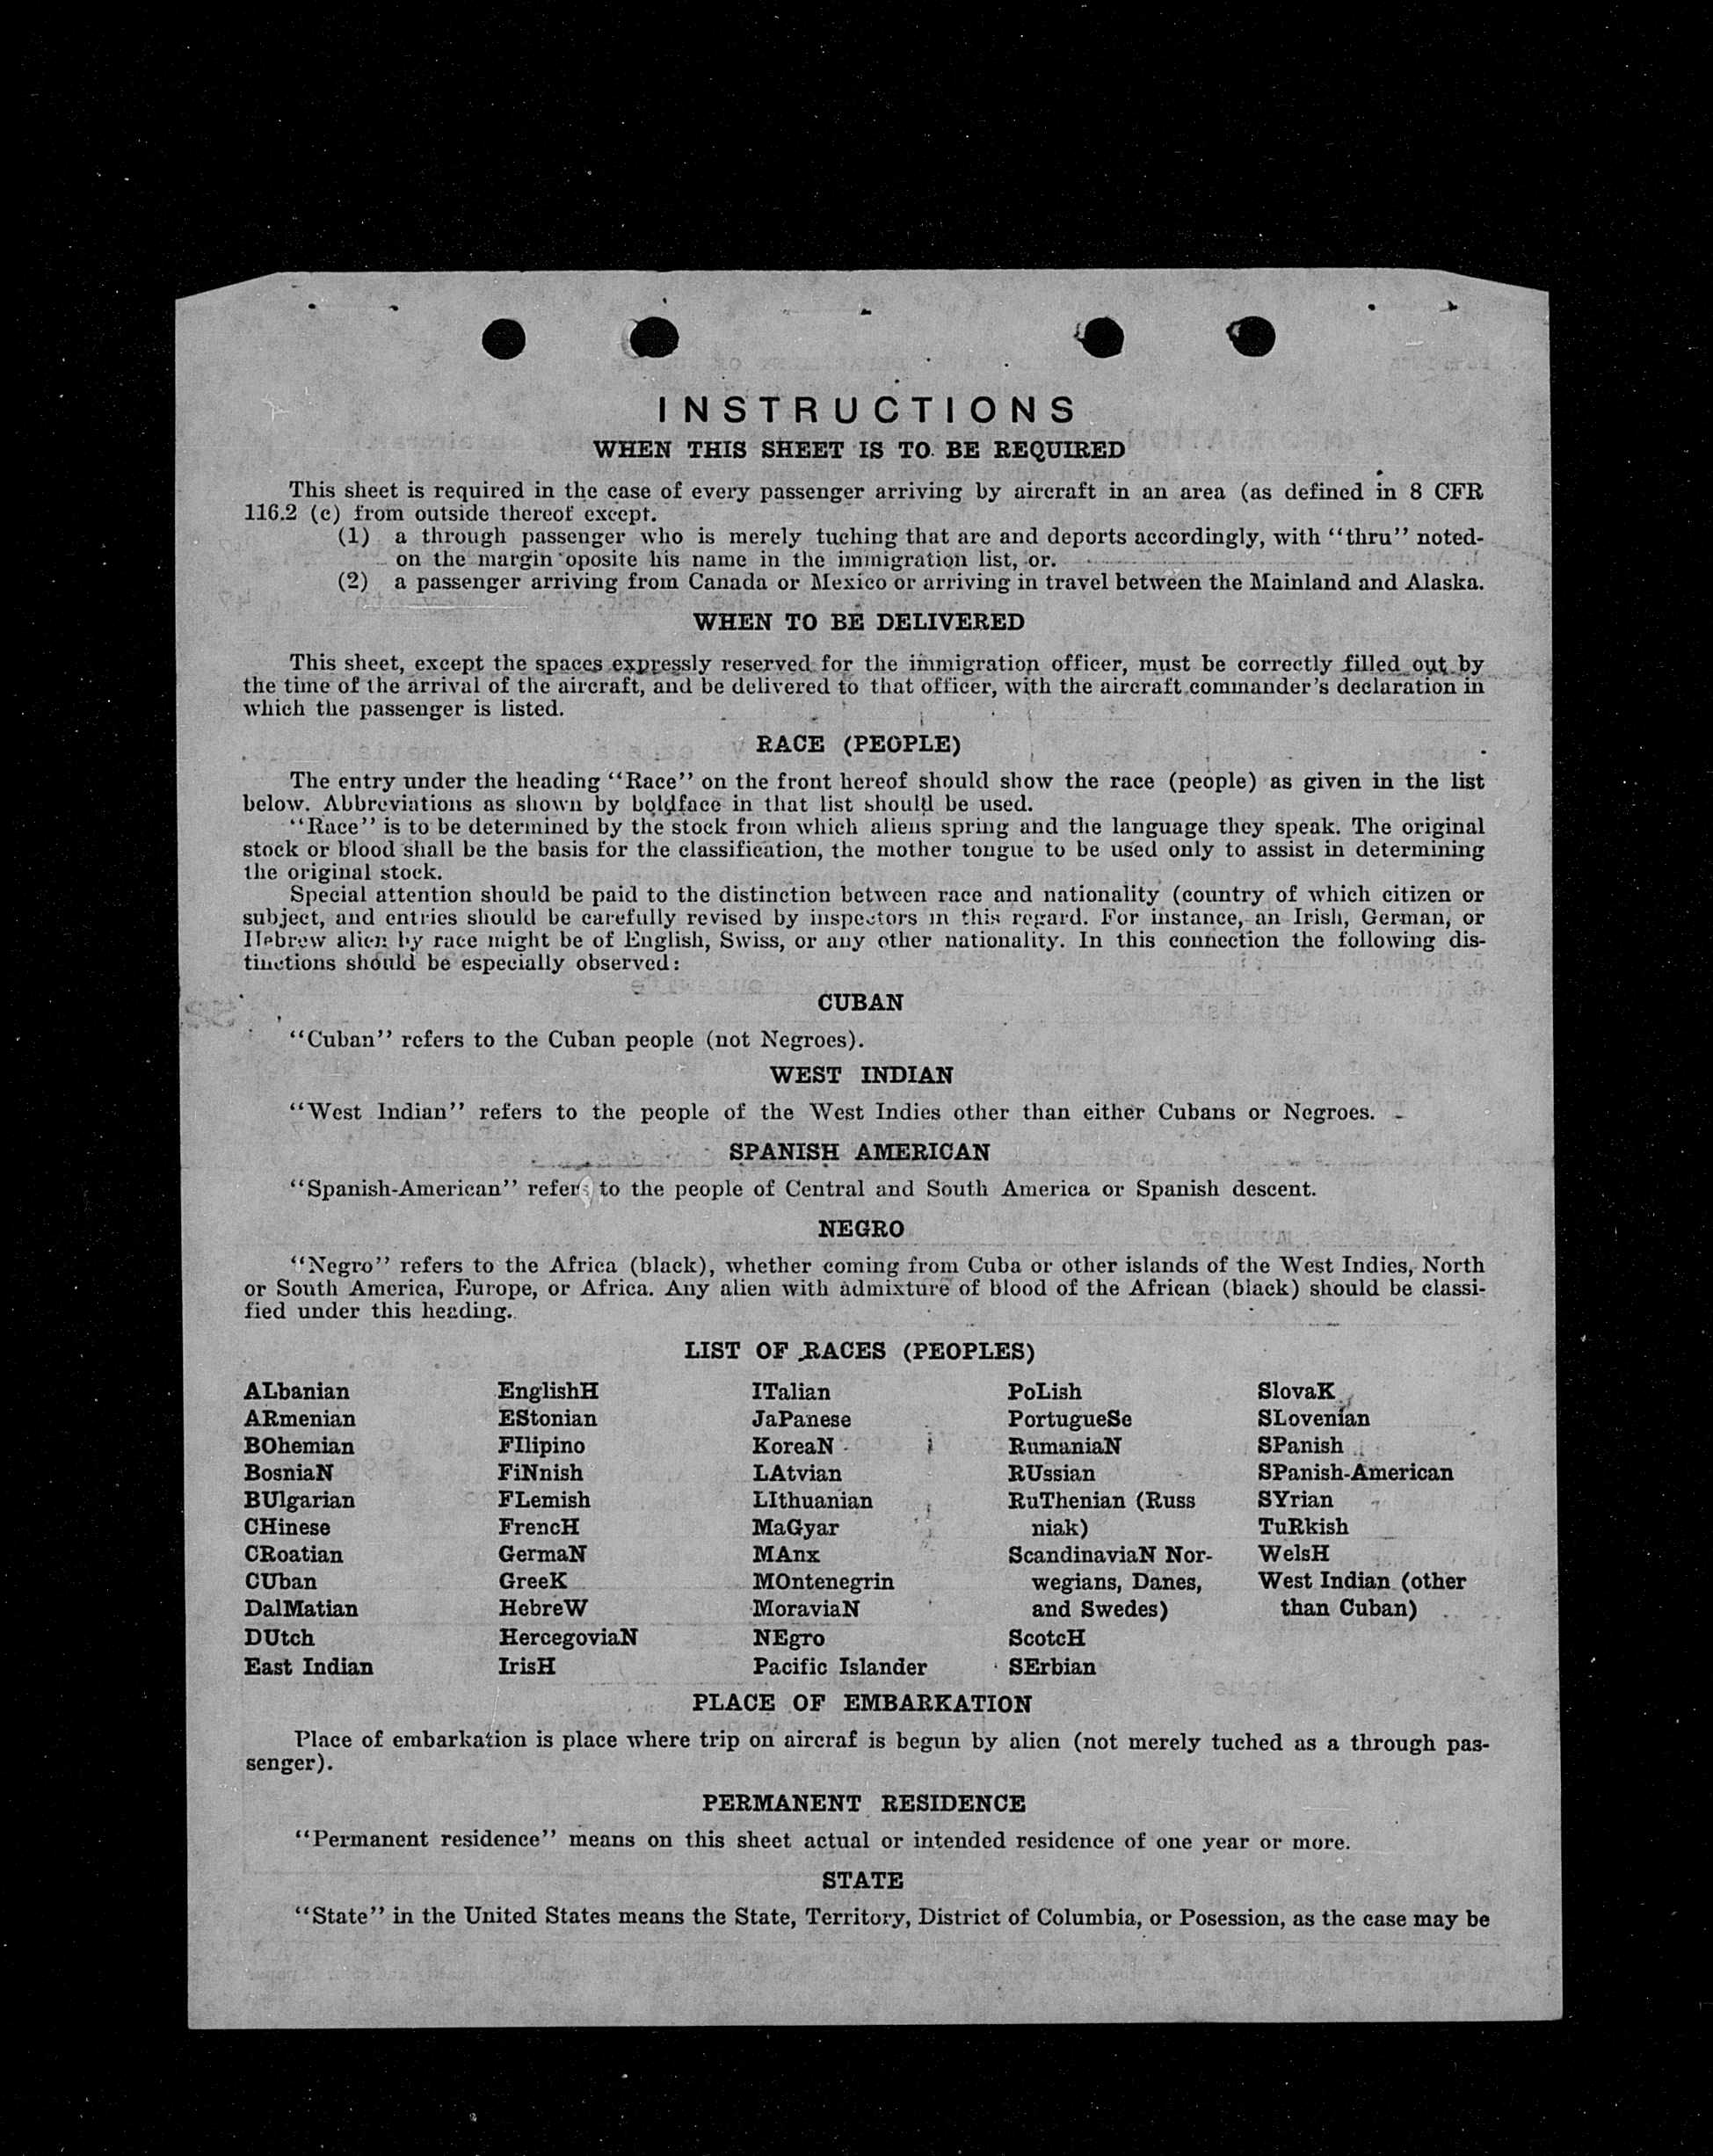 INSTRUCTIONS
WHEN THIS SHEET IS TO BE REQUIRED
This sheet is required in the case of every passenger arriving by aircraft in an area (as defined in 8 CFR
116.2 (c) from outside thereof except.
(1) a through passenger who is merely tuching that are and deports accordingly, with "thru" noted-
on the margin oposite his name in the immigration list, or.
(2) a passenger arriving from Canada or Mexico or arriving in travel between the Mainland and Alaska.
WHEN TO BE DELIVERED
This sheet, except the spaces expressly reserved for the immigration officer, must be correctly filled out by
the time of the arrival of the aircraft, and be delivered to that officer, with the aircraft commander's declaration in
which the passenger is listed.
RACE (PEOPLE)
The entry under the heading "Race" on the front hereof should show the race (people) as given in the list
below. Abbreviations as shown by boldface in that list should be used.
"Race" is to be determined by the stock from which aliens spring and the language they speak. The original
stock or blood shall be the basis for the classification, the mother tongue to be used only to assist in determining
the original stock.
Special attention should be paid to the distinction between race and nationality (country of which citizen or
subject, and entries should be carefully revised by inspectors in this regard. For instance, an Irish, German, or
Hebrew alien by race might be of English, Swiss, or any other nationality. In this connection the following dis-
tinctions should be especially observed:
CUBAN
"Cuban" refers to the Cuban people (not Negroes).
WEST INDIAN
"West Indian" refers to the people of the West Indies other than either Cubans or Negroes.
SPANISH AMERICAN
"Spanish-American" refers to the people of Central and South America or Spanish descent.
NEGRO
"Negro" refers to the Africa (black), whether coming from Cuba or other islands of the West Indies, North
or South America, Europe, or Africa. Any alien with admixture of blood of the African (black) should be classi-
fied under this heading.
LIST OF RACES (PEOPLES)
ALbanian
ARmenian
BOhemian
BosniaN
BUlgarian
CHinese
CRoatian
CUban
DalMatian
DUtch
East Indian
EnglishH
EStonian
FIlipino
FiNnish
FLemish
FrencH
GermaN
GreeK
HebreW
HercegoviaN
IrisH
ITalian
JaPanese
KoreaN
LAtvian
LIthuanian
MaGyar
MAnx
MOntenegrin
MoraviaN
NEgro
Pacific Islander
PoLish
PortugueSe
RumaniaN
RUssian
RuThenian (Russ
niak)
ScandinaviaN Nor-
wegians, Danes,
and Swedes)
ScotcH
SErbian
SlovaK
SLovenian
SPanish
SPanish-American
SYrian
TuRkish
WelsH
West Indian (other
than Cuban)
PLACE OF EMBARKATION
Place of embarkation is place where trip on aircraf is begun by alien (not merely tuched as a through pas-
senger).
PERMANENT RESIDENCE
"Permanent residence" means on this sheet actual or intended residence of one year or more.
STATE
"State" in the United States means the State, Territory, District of Columbia, or Posession, as the case may be